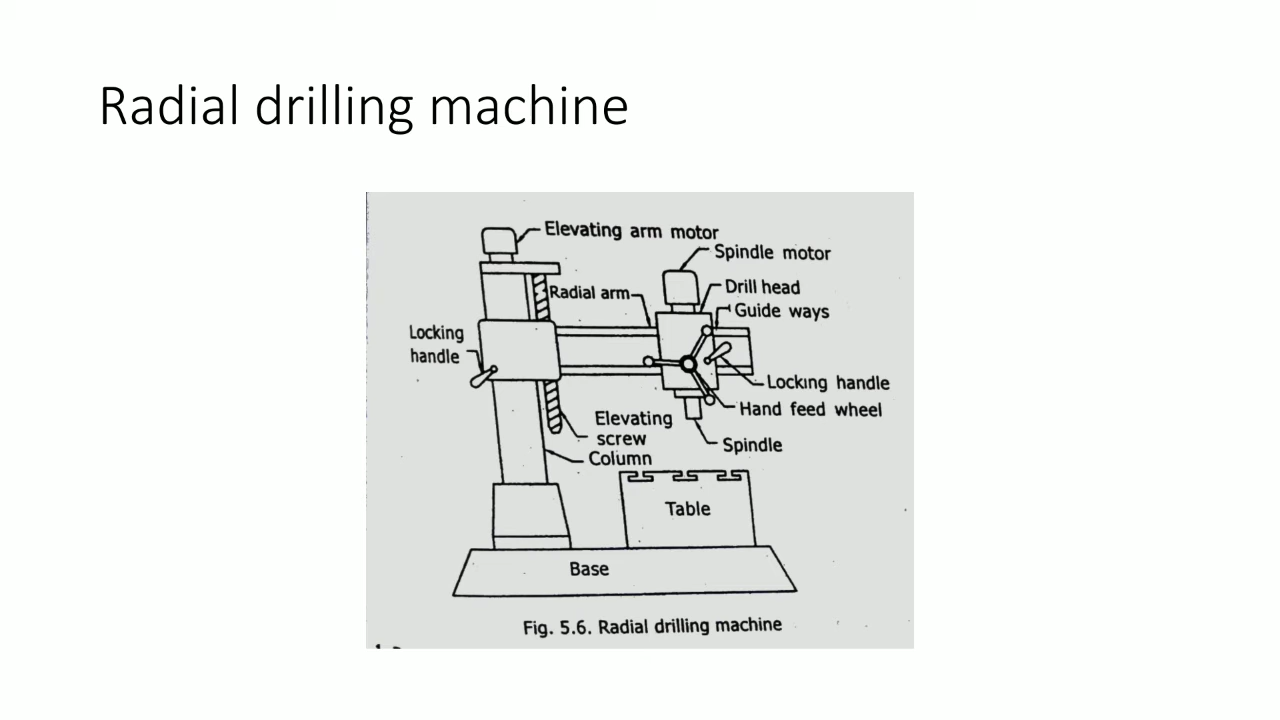 Radial drilling machine
Elevating arm motor
Spindle motor
Radial arm
Drill head
Guide ways
Locking
handle
Locking handle
Hand feed wheel
Elevating
screw
Spindle
Column
Table
Base
Fig. 5.6. Radial drilling machine